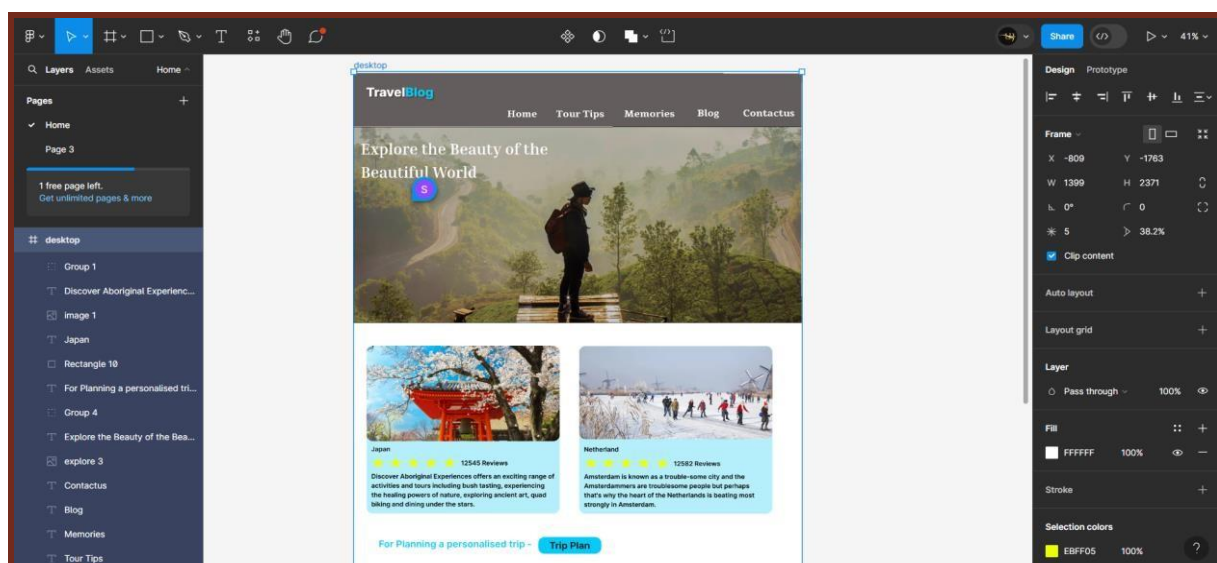 41%
Share
Layers Assets Home
Pages
Home
Page 3
1 free page left.
Get unlimited pages & more
desktop
Group 1
Discover Aboriginal Experienc...
image 1
Japan
Rectangle 10
For Planning a personalised tri...
Group 4
Explore the Beauty of the Bea...
explore 3
Contactus
Blog
Memories
Tour Tips
desktop
TravelBlog
Home Tour Tips Memories Blog Contactus
Explore the Beauty of the
Beautiful World
S
Japan
12545 Reviews
Discover Aboriginal Experiences offers an exciting range of
activities and tours including bush tasting, experiencing
the healing powers of nature, exploring ancient art, quad
biking and dining under the stars.
Netherland
12582 Reviews
Amsterdam is known as a trouble-some city and the
Amsterdammers are troublesome people but perhaps
that's why the heart of the Netherlands is beating most
strongly in Amsterdam.
For Planning a personalised trip - Trip Plan
Design Prototype
Frame
X -809 Y -1763
W 1399 H 2371
0° 0
5 38.2%
Clip content
Auto layout
Layout grid
Layer
Pass through 100%
Fill
FFFFFF 100%
Stroke
Selection colors
EBFF05 100%
?